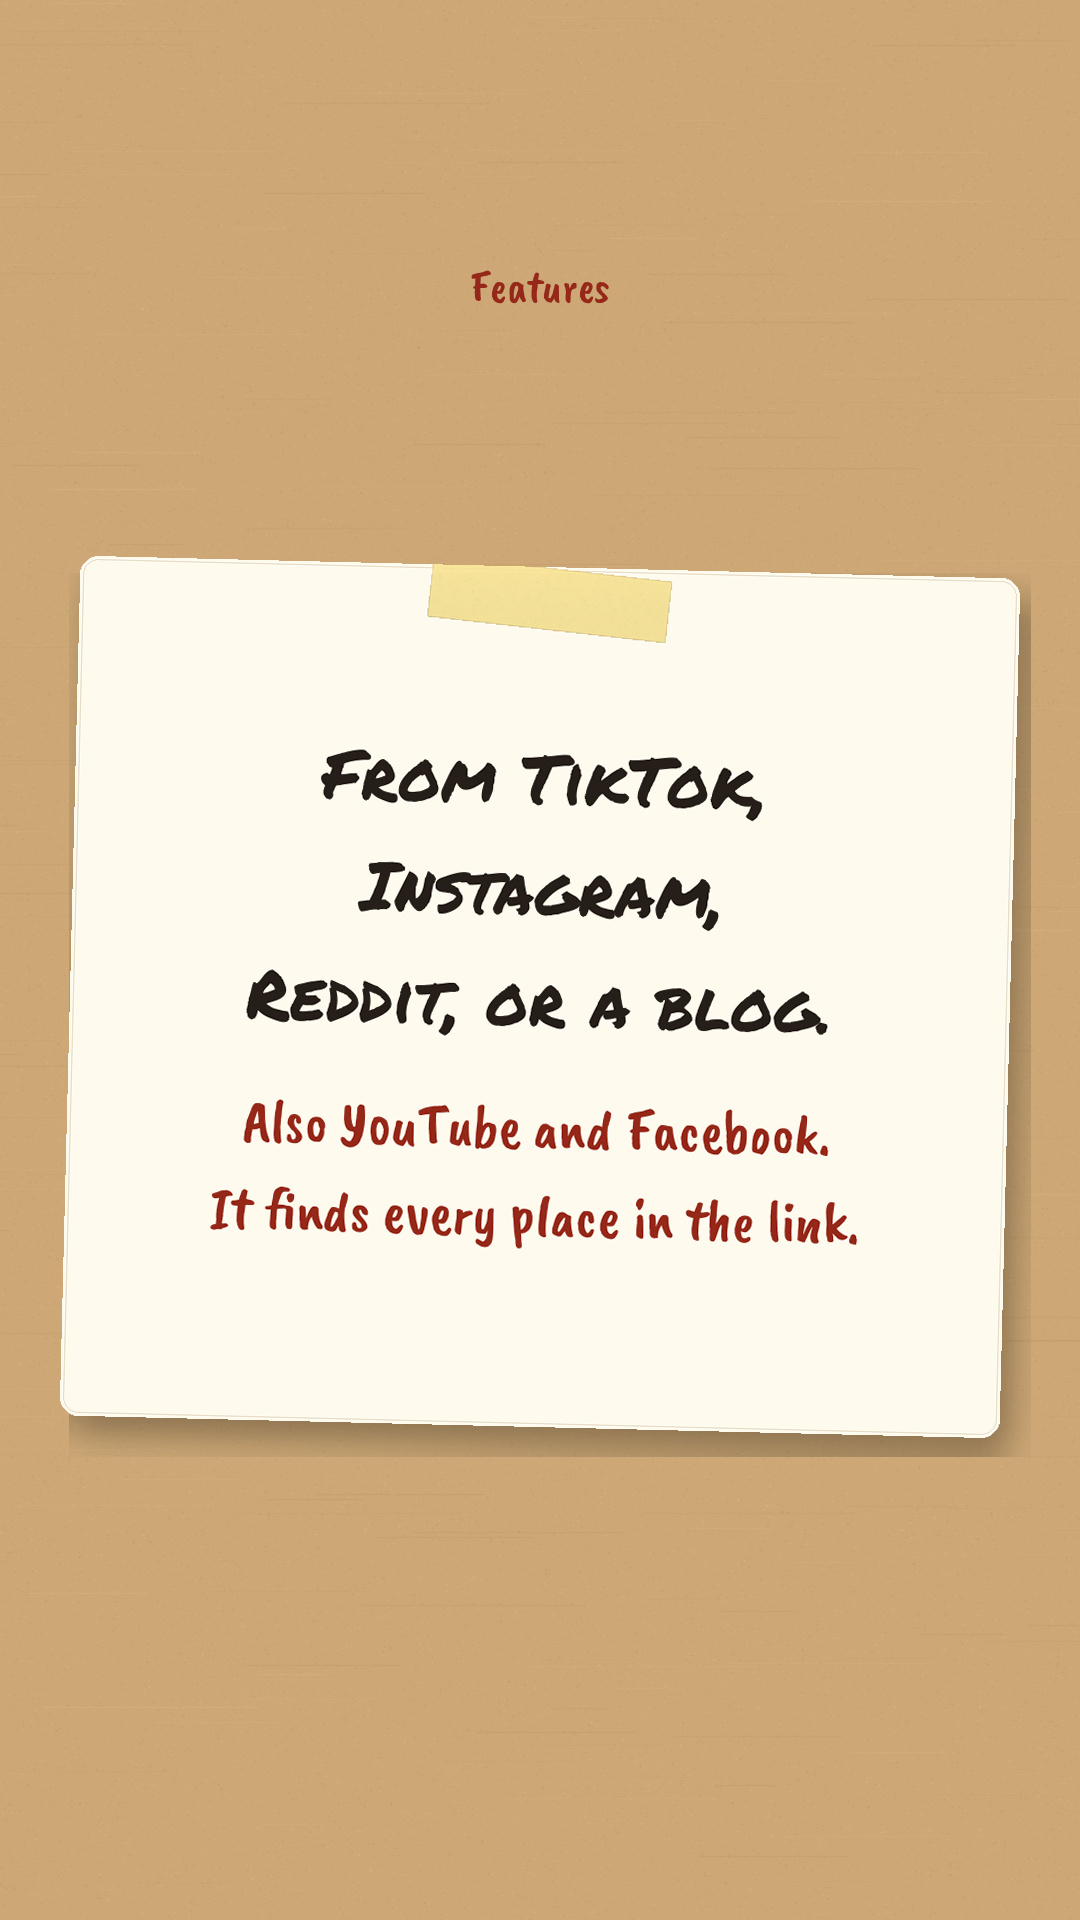 Features
From TikTok,
Instagram,
Reddit, or a blog.
Also YouTube and Facebook.
It finds every place in the link.